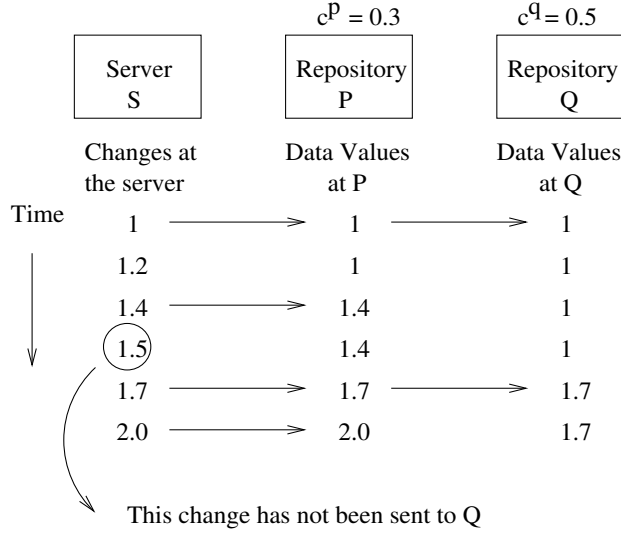 c^p = 0.3 c^q = 0.5
Server Repository Repository
S P Q
Changes at Data Values Data Values
the server at P at Q
Time
1 1 1
1.2 1 1
1.4 1.4 1
1.5 1.4 1
1.7 1.7 1.7
2.0 2.0 1.7
This change has not been sent to Q